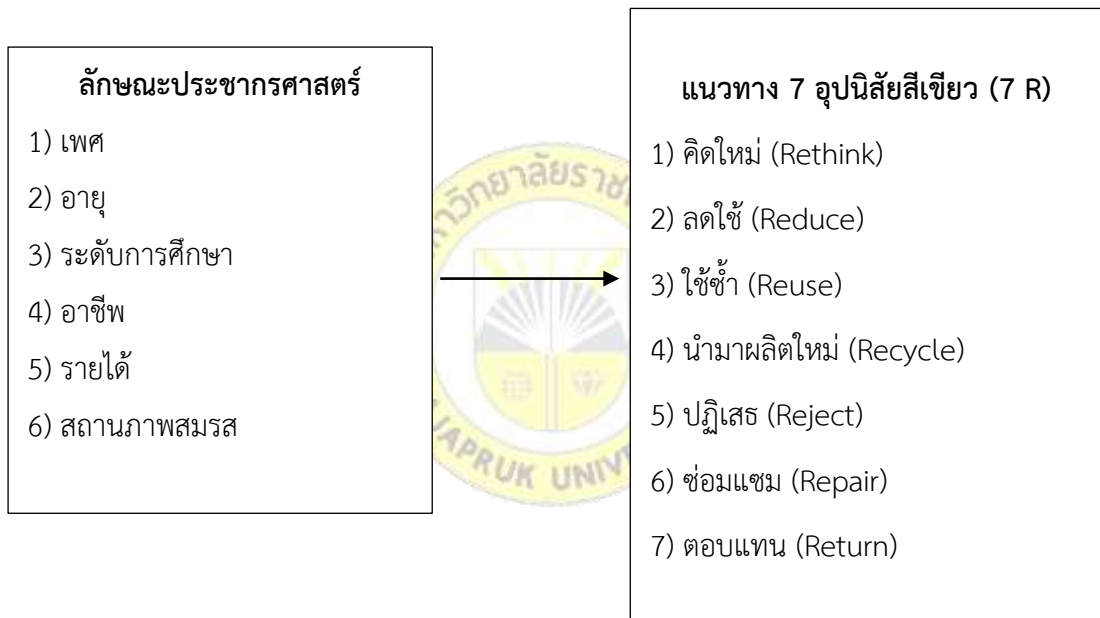 ลักษณะประชากรศาสตร์
1) เพศ
2) อายุ
3) ระดับการศึกษา
4) อาชีพ
5) รายได้
6) สถานภาพสมรส
แนวทาง 7 อุปนิสัยสีเขียว (7 R)
1) คิดใหม่ (Rethink)
2) ลดใช้ (Reduce)
3) ใช้ซ้ำ (Reuse)
4) นำมาผลิตใหม่ (Recycle)
5) ปฏิเสธ (Reject)
6) ซ่อมแซม (Repair)
7) ตอบแทน (Return)